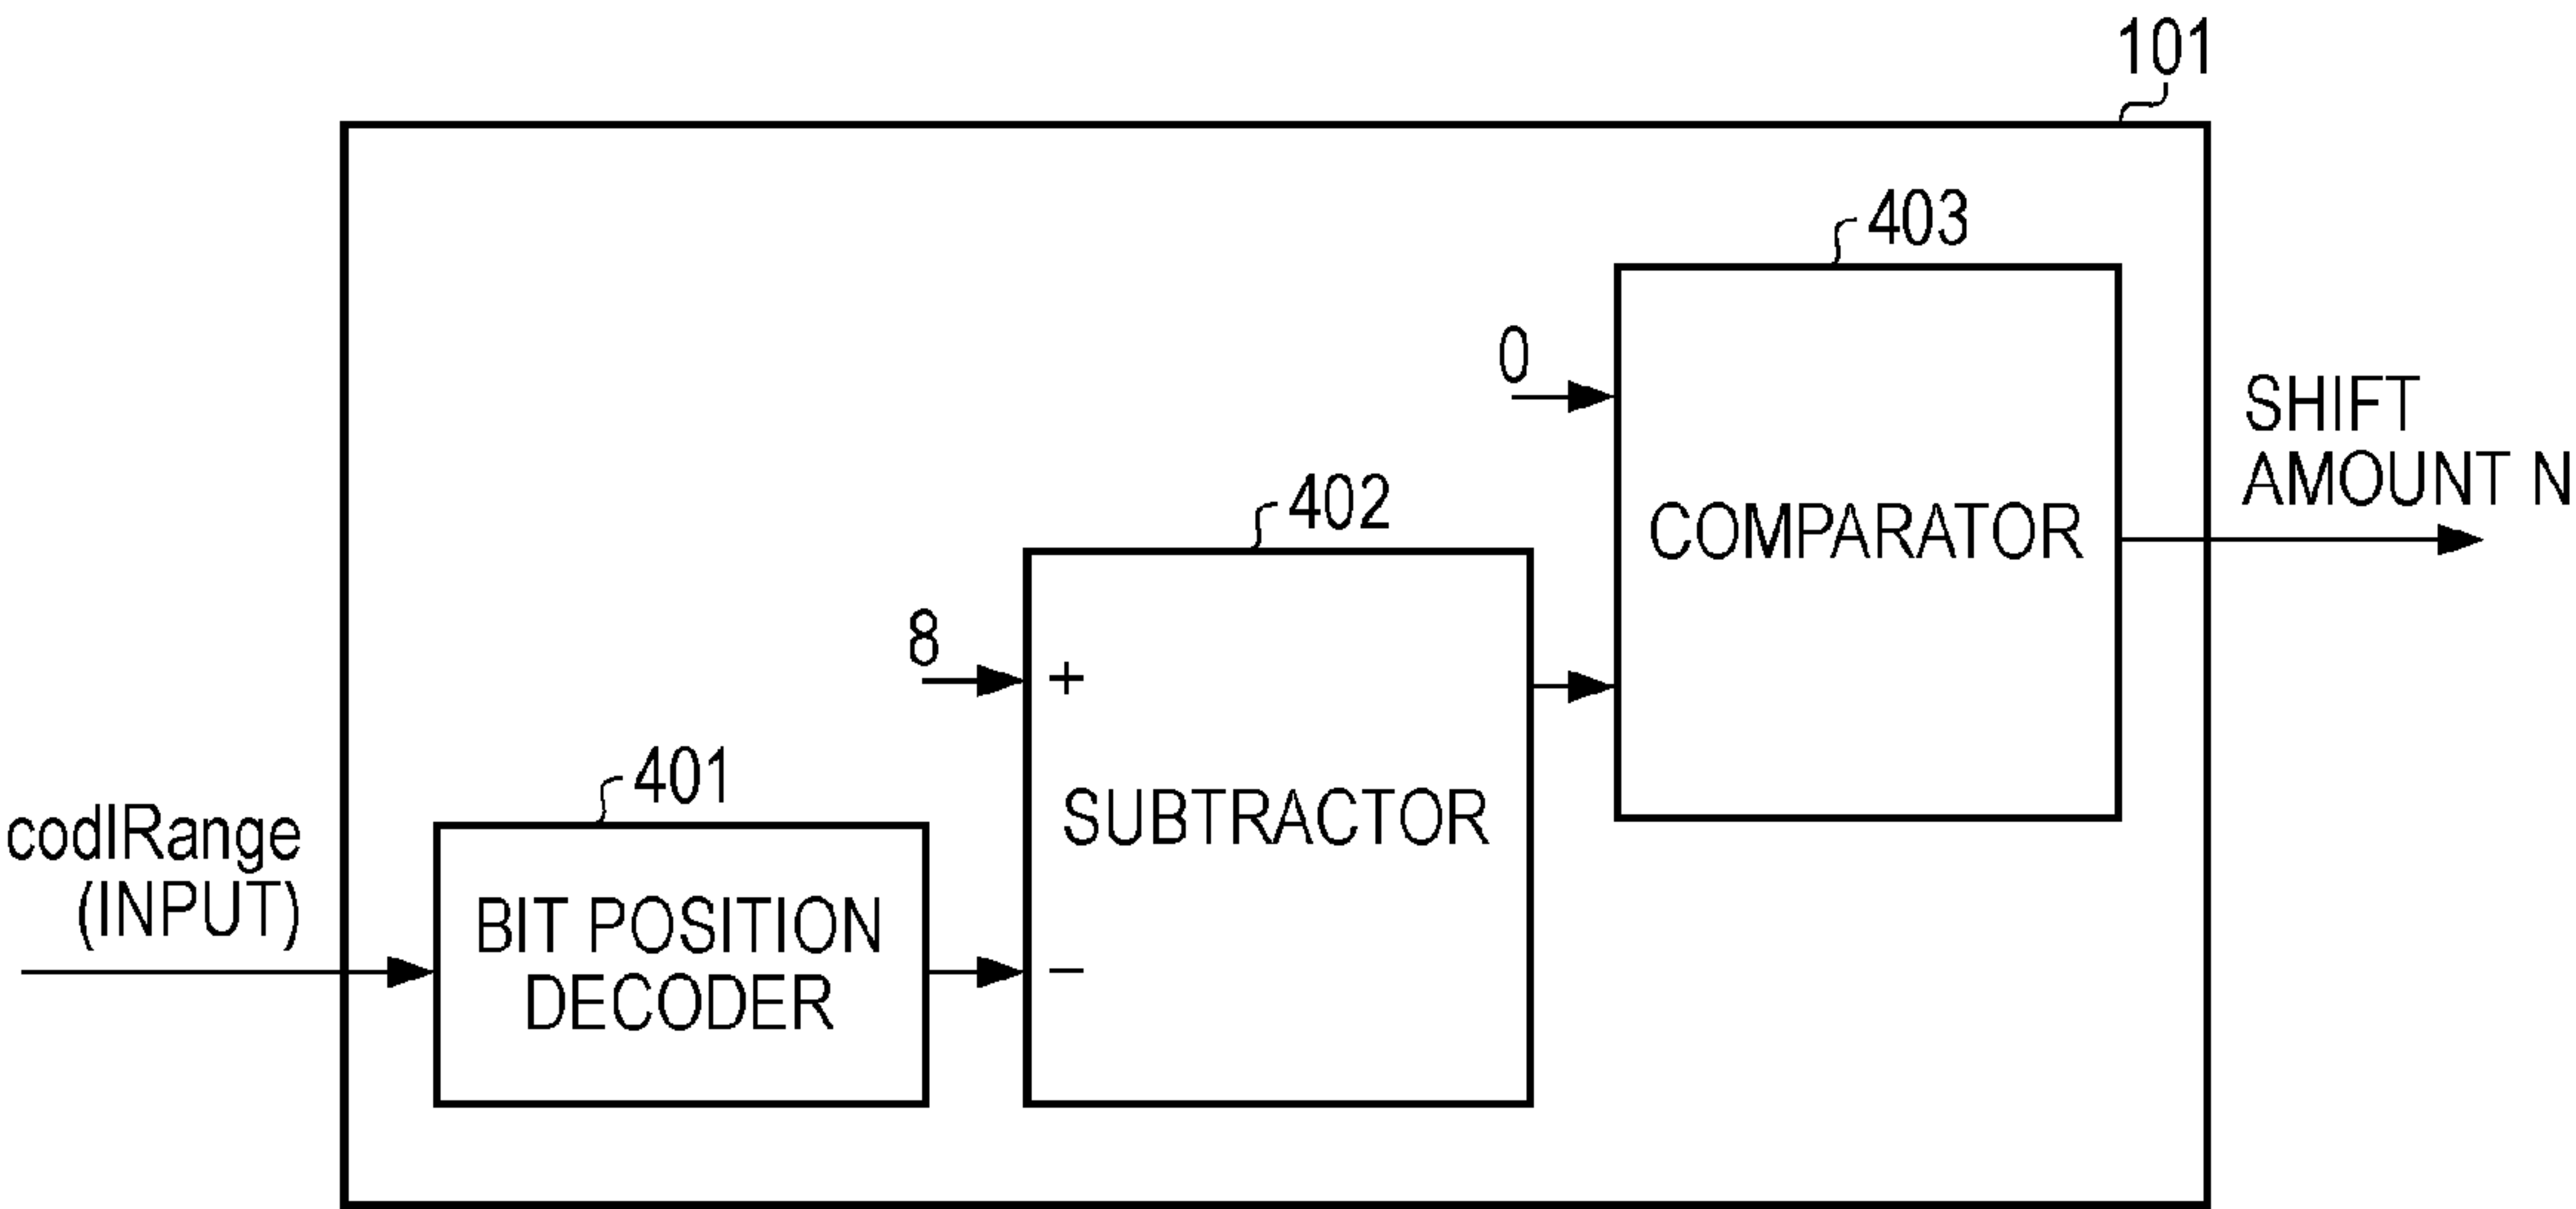 101
403
0
SHIFT
AMOUNT N
COMPARATOR
402
8
+
SUBTRACTOR
401
codIRange
(INPUT)
BIT POSITION
DECODER
−